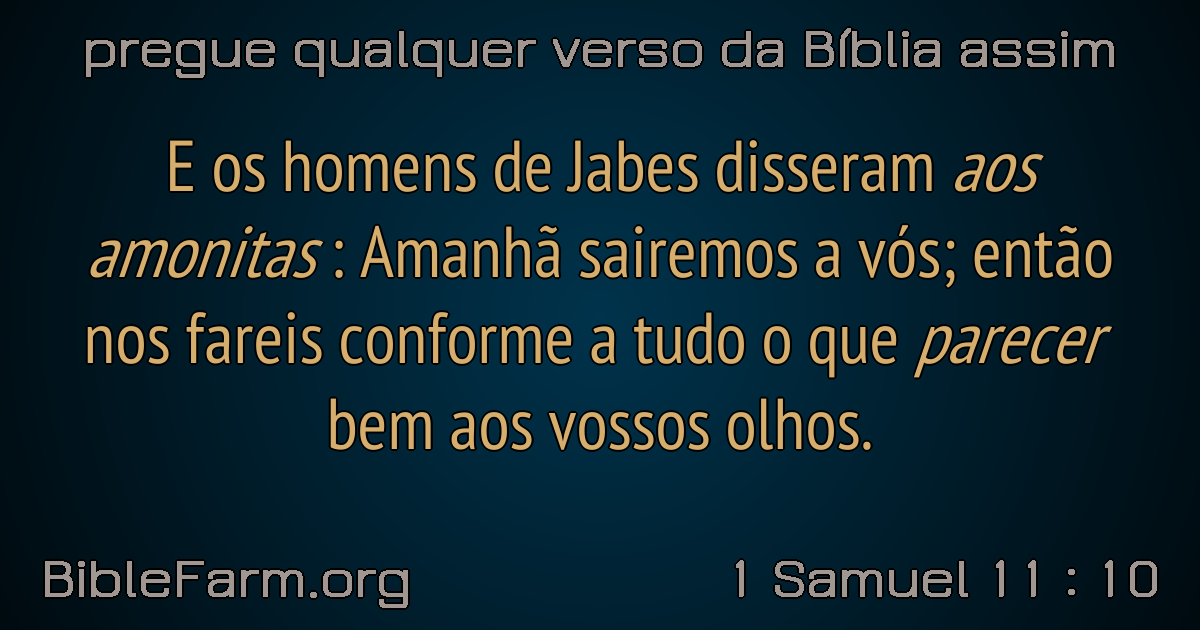 pregue qualquer verso da Bíblia assim
E os homens de Jabes disseram aos
amonitas : Amanhã sairemos a vós; então
nos fareis conforme a tudo o que parecer
bem aos vossos olhos.
BibleFarm.org
1 Samuel 11 : 10